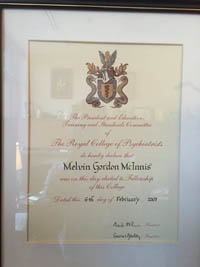 The President and Education,
Training and Standards Committee
of
The Royal College of Psychiatrists
do hereby declare that
Melvin Gordon McInnis
was on this day elected to Fellowship
of this College
Dated this 6th day of February